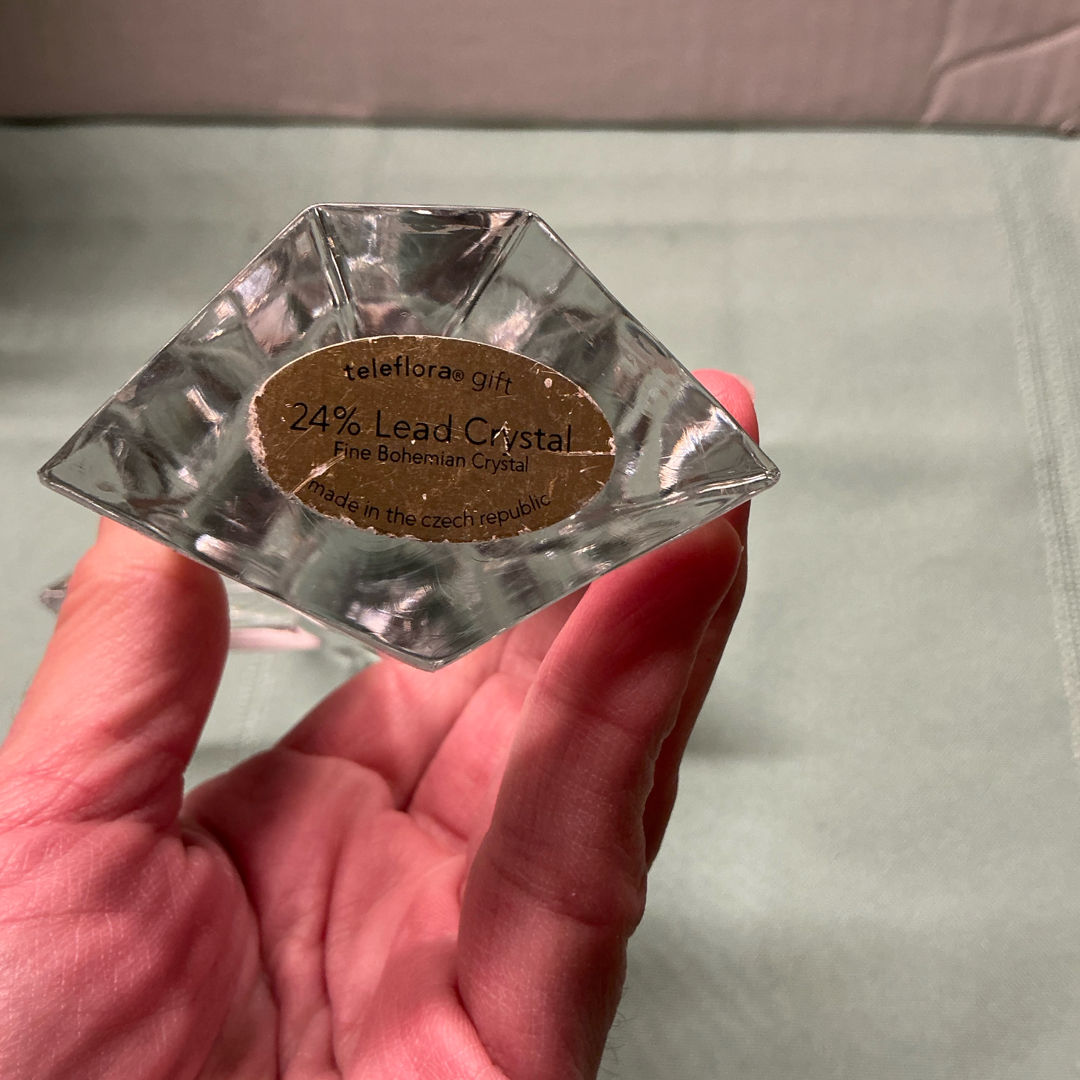 teleflora® gift
24% Lead Crystal
Fine Bohemian Crystal
made in the czech republic